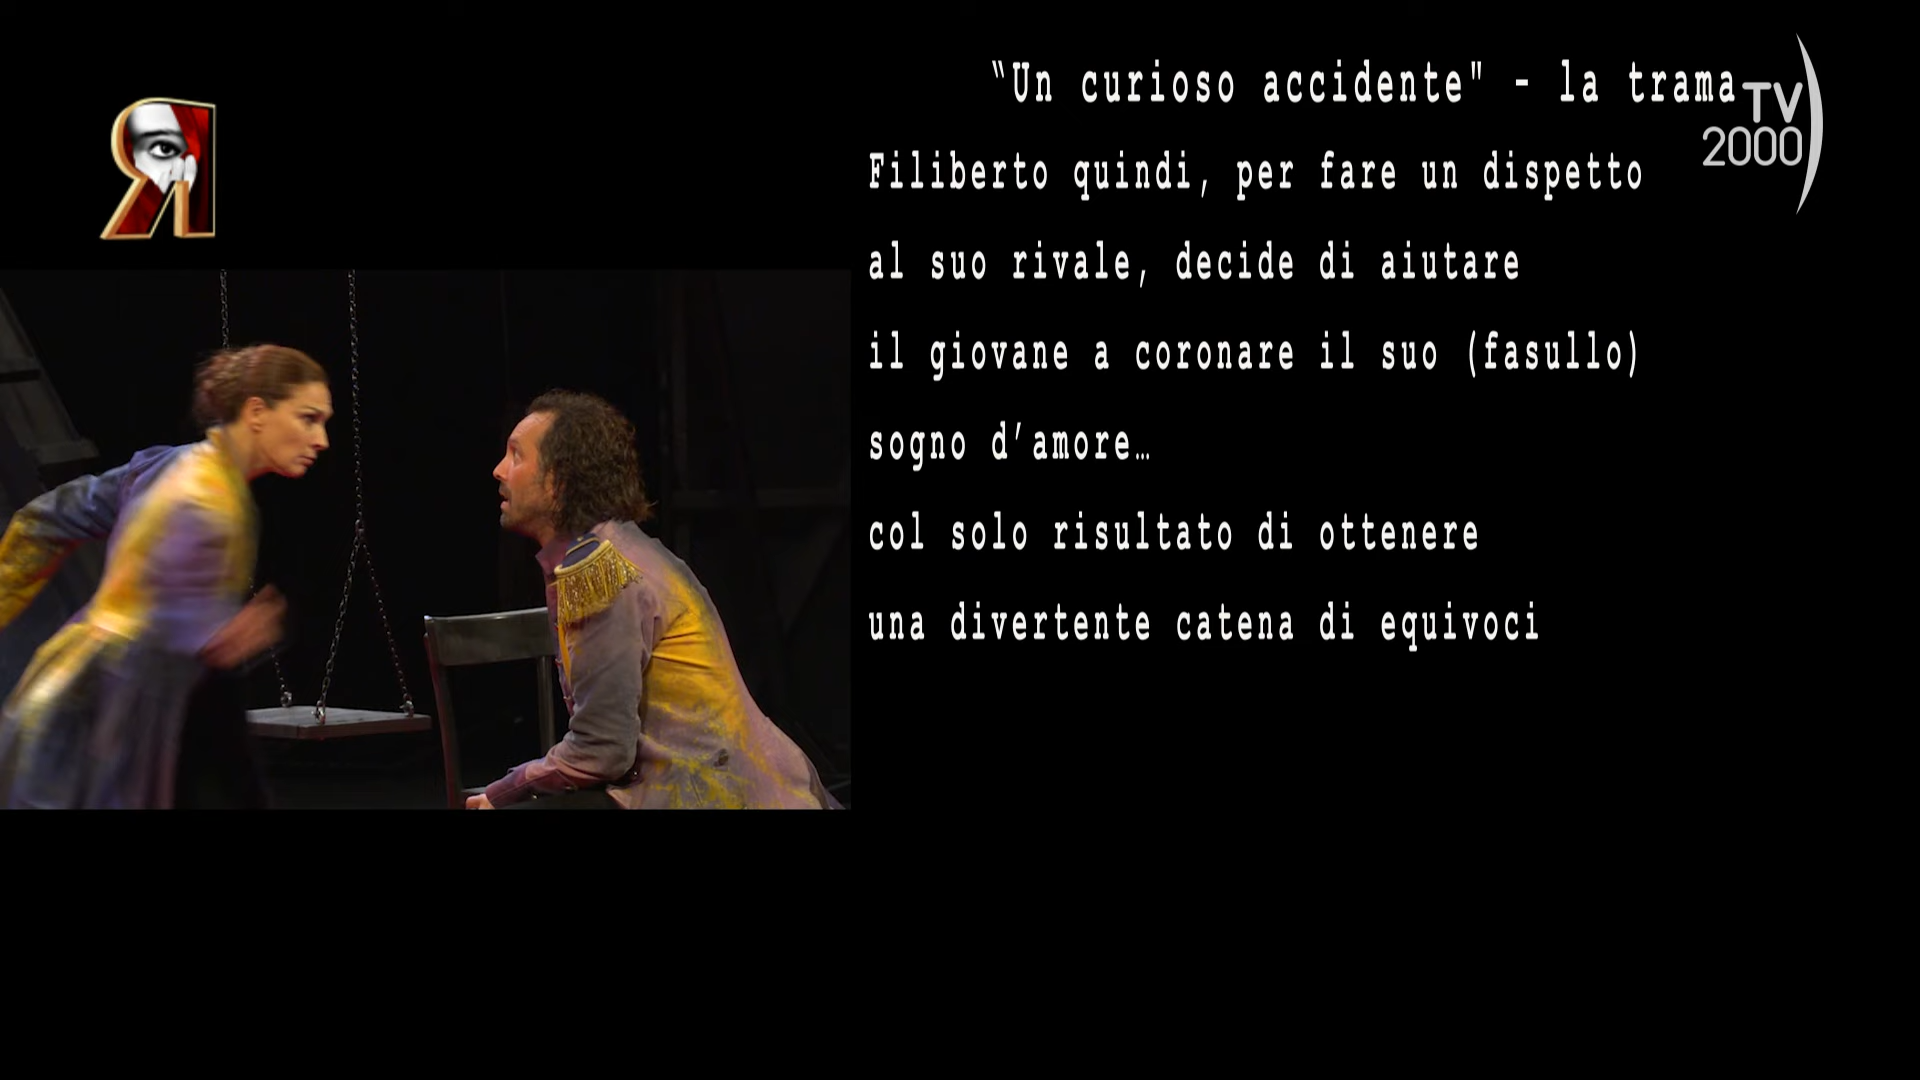 “Un curioso accidente" - la trama
TV
2000
Filiberto quindi, per fare un dispetto
al suo rivale, decide di aiutare
il giovane a coronare il suo (fasullo)
sogno d’amore…
col solo risultato di ottenere
una divertente catena di equivoci